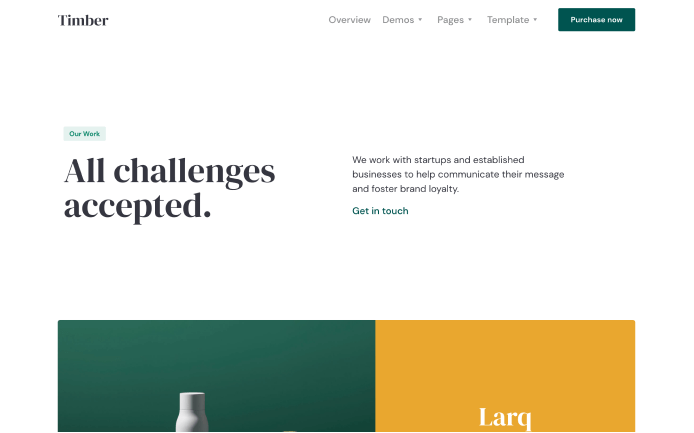 Timber
Overview
Demos
Pages
Template
Purchase now
Our Work
All challenges
accepted.
We work with startups and established
businesses to help communicate their message
and foster brand loyalty.
Get in touch
Larq